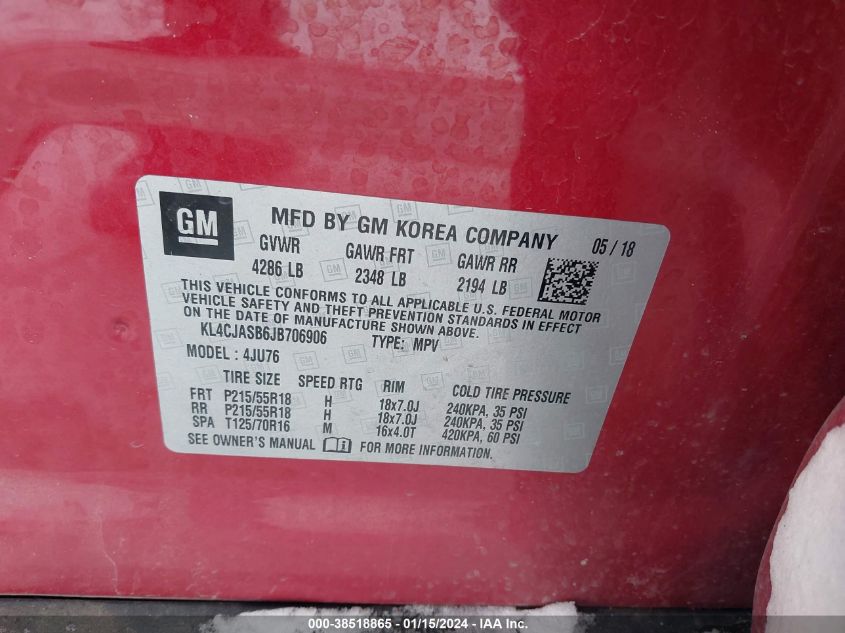 GM
MFD BY GM KOREA COMPANY 05 / 18
GVWR GAWR FRT GAWR RR
4286 LB 2348 LB 2194 LB
THIS VEHICLE CONFORMS TO ALL APPLICABLE U.S. FEDERAL MOTOR
VEHICLE SAFETY AND THEFT PREVENTION STANDARDS IN EFFECT
ON THE DATE OF MANUFACTURE SHOWN ABOVE.
KL4CJASB6JB706906 TYPE: MPV
MODEL : 4JU76
TIRE SIZE SPEED RTG RIM COLD TIRE PRESSURE
FRT P215/55R18 H 18x7.0J 240KPA, 35 PSI
RR P215/55R18 H 18x7.0J 240KPA, 35 PSI
SPA T125/70R16 M 16x4.0T 420KPA, 60 PSI
SEE OWNER'S MANUAL FOR MORE INFORMATION.
000-38518865 - 01/15/2024 - 01/15 - IAA